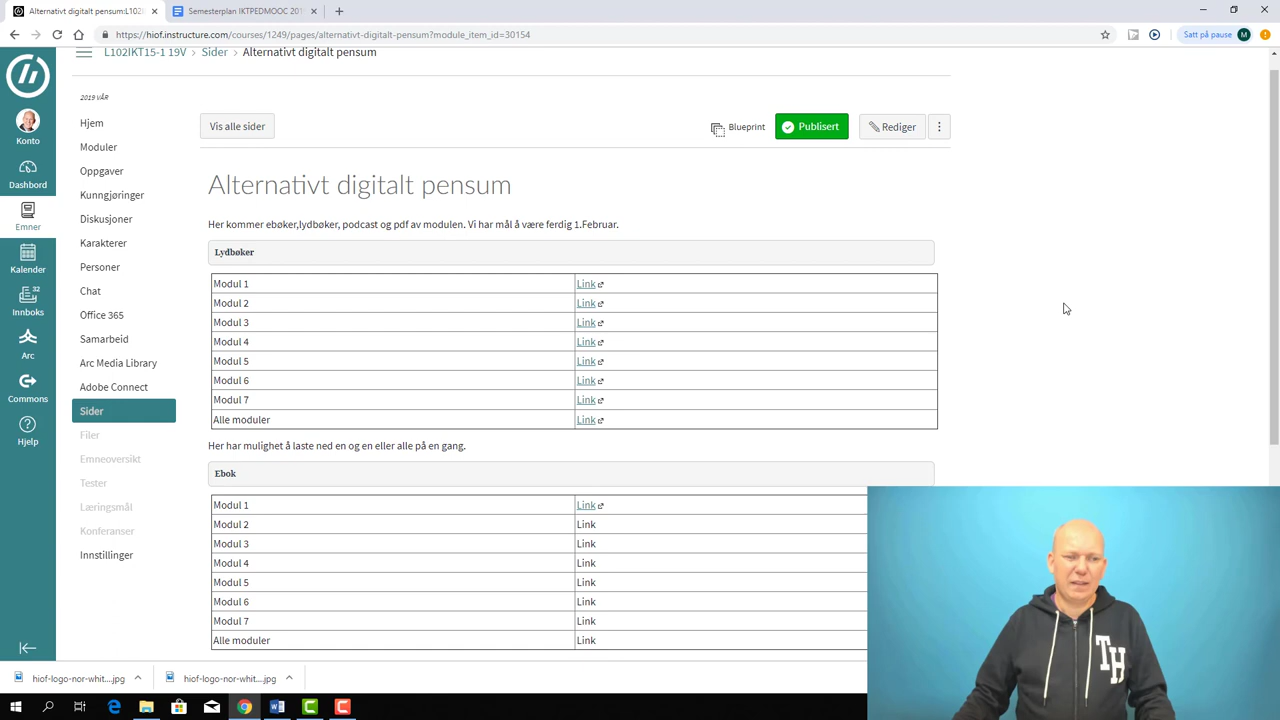 Alternativt digitalt pensum:L102
Semesterplan IKTPEDMOOC 201
https://hiof.instructure.com/courses/1249/pages/alternativt-digitalt-pensum?module_item_id=30154
Satt på pause
M
L102IKT15-1 19V > Sider > Alternativt digitalt pensum
2019 VÅR
Konto
Dashbord
Emner
Kalender
32
Innboks
Arc
Commons
Hjelp
Hjem
Moduler
Oppgaver
Kunngjøringer
Diskusjoner
Karakterer
Personer
Chat
Office 365
Samarbeid
Arc Media Library
Adobe Connect
Sider
Filer
Emneoversikt
Tester
Læringsmål
Konferanser
Innstillinger
Vis alle sider
Blueprint
Publisert
Rediger
Alternativt digitalt pensum
Her kommer ebøker,lydbøker, podcast og pdf av modulen. Vi har mål å være ferdig 1.Februar.
Lydbøker
Modul 1 Link
Modul 2 Link
Modul 3 Link
Modul 4 Link
Modul 5 Link
Modul 6 Link
Modul 7 Link
Alle moduler Link
Her har mulighet å laste ned en og en eller alle på en gang.
Ebok
Modul 1 Link
Modul 2 Link
Modul 3 Link
Modul 4 Link
Modul 5 Link
Modul 6 Link
Modul 7 Link
Alle moduler Link
TH
hiof-logo-nor-whit....jpg
hiof-logo-nor-whit....jpg